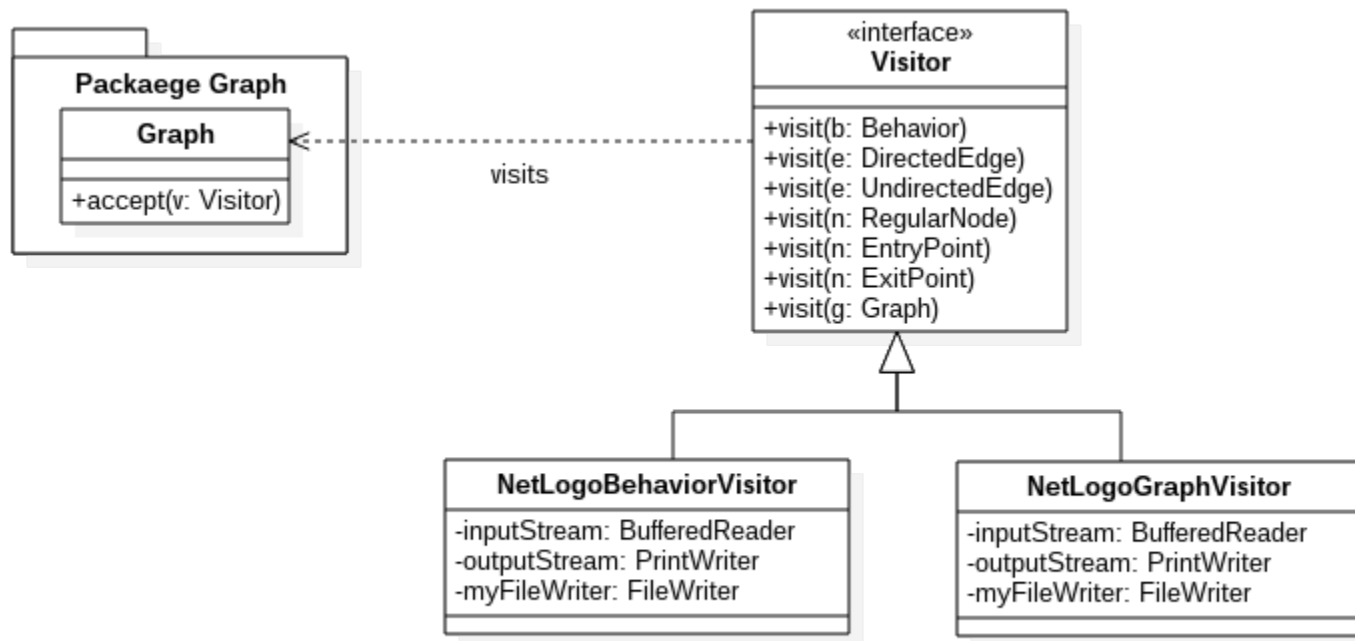 Packaege Graph
Graph
+accept(v: Visitor)
visits
«interface»
Visitor
+visit(b: Behavior)
+visit(e: DirectedEdge)
+visit(e: UndirectedEdge)
+visit(n: RegularNode)
+visit(n: EntryPoint)
+visit(n: ExitPoint)
+visit(g: Graph)
NetLogoBehaviorVisitor
-inputStream: BufferedReader
-outputStream: PrintWriter
-myFileWriter: FileWriter
NetLogoGraphVisitor
-inputStream: BufferedReader
-outputStream: PrintWriter
-myFileWriter: FileWriter